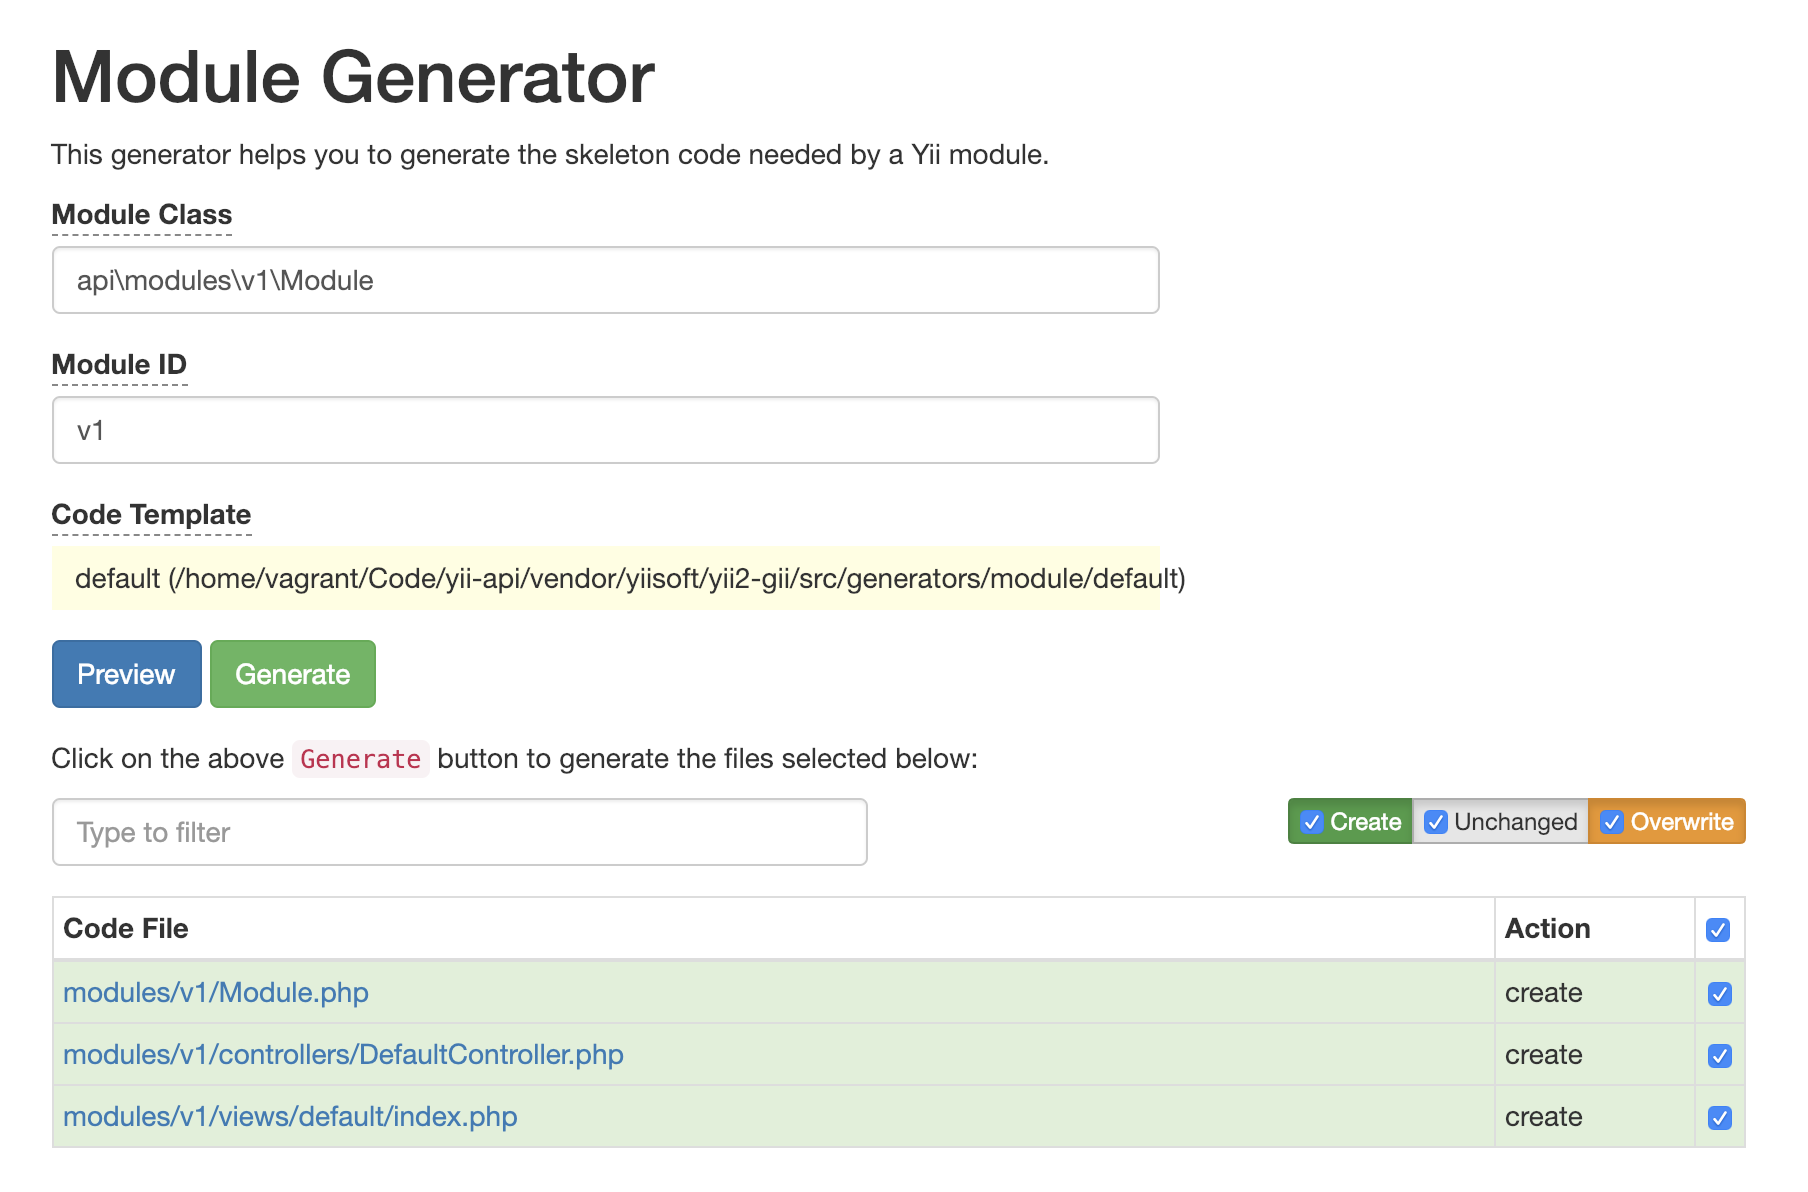 Module Generator
This generator helps you to generate the skeleton code needed by a Yii module.
Module Class
api\modules\v1\Module
Module ID
v1
Code Template
default (/home/vagrant/Code/yii-api/vendor/yiisoft/yii2-gii/src/generators/module/default)
Preview Generate
Click on the above Generate button to generate the files selected below:
Type to filter Create Unchanged Overwrite
Code File Action
modules/v1/Module.php create
modules/v1/controllers/DefaultController.php create
modules/v1/views/default/index.php create